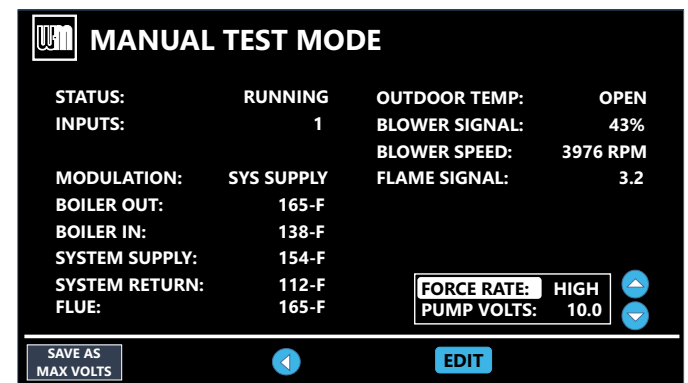 WM MANUAL TEST MODE
STATUS: RUNNING
INPUTS: 1
MODULATION: SYS SUPPLY
BOILER OUT: 165-F
BOILER IN: 138-F
SYSTEM SUPPLY: 154-F
SYSTEM RETURN: 112-F
FLUE: 165-F
OUTDOOR TEMP: OPEN
BLOWER SIGNAL: 43%
BLOWER SPEED: 3976 RPM
FLAME SIGNAL: 3.2
FORCE RATE: HIGH
PUMP VOLTS: 10.0
SAVE AS
MAX VOLTS
EDIT